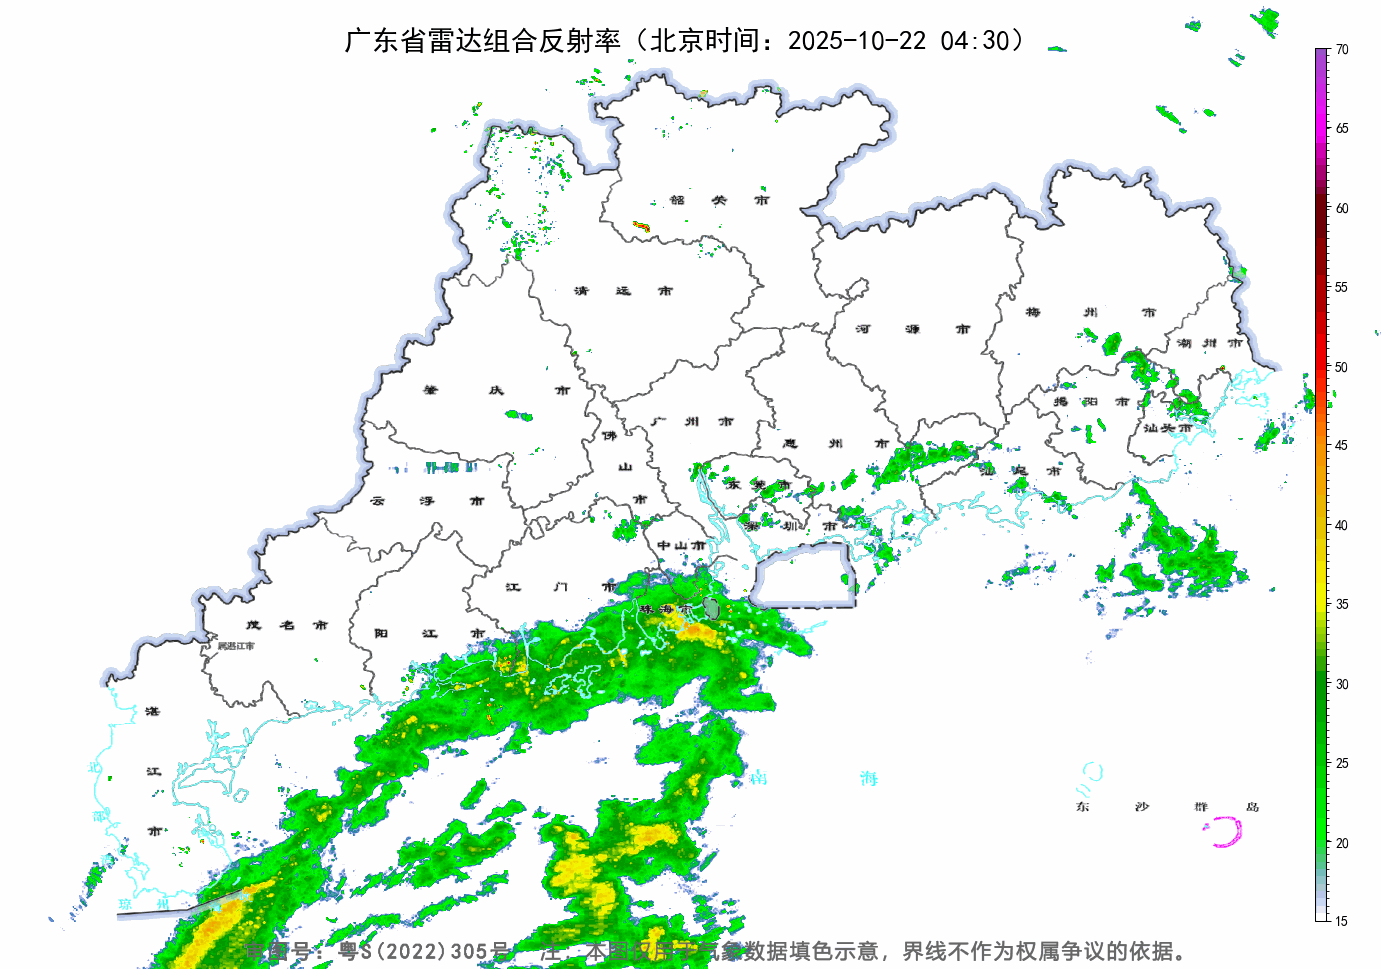 广东省雷达组合反射率（北京时间：2025-10-22 04:30）
70
65
60
55
50
45
40
35
30
25
20
15
韶 关 市
清 远 市
河 源 市
梅 州 市
潮 州 市
肇 庆 市
揭 阳 市
广 州 市
汕头市
佛 山 市
惠 州 市
东 莞 市
汕 尾 市
云 浮 市
深 圳 市
中山市
江 门 市
珠海市
茂 名 市
阳 江 市
属湛江市
湛 江 市
北 部 湾
南 海
东 沙 群 岛
琼 州 海 峡
审图号：粤S(2022)305号 注：本图仅用于气象数据填色示意，界线不作为权属争议的依据。